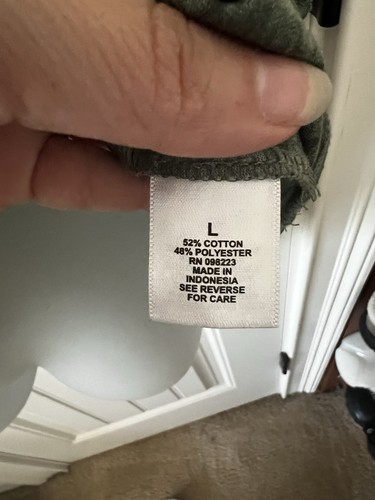 L
52% COTTON
48% POLYESTER
RN 098223
MADE IN
INDONESIA
SEE REVERSE
FOR CARE